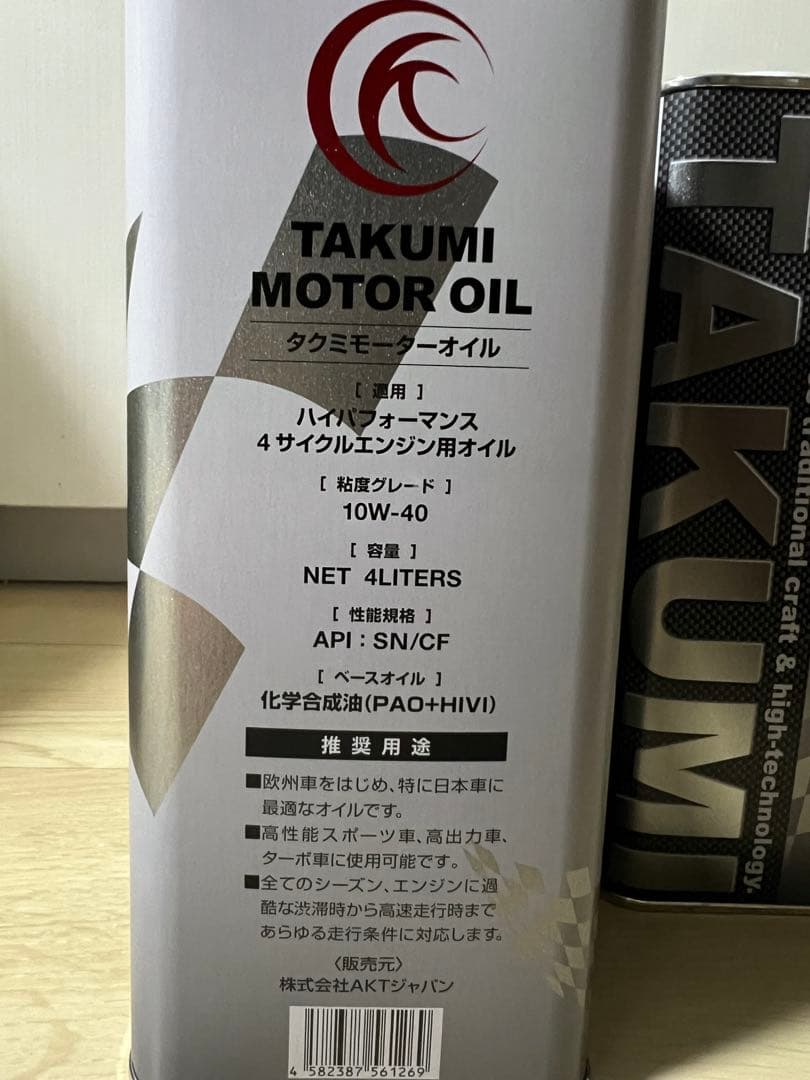 TAKUMI
MOTOR OIL
タクミモーターオイル
[ 適用 ]
ハイパフォーマンス
4サイクルエンジン用オイル
[ 粘度グレード ]
10W-40
[ 容量 ]
NET 4LITERS
[ 性能規格 ]
API：SN/CF
[ ベースオイル ]
化学合成油(PAO+HIVI)
推奨用途
■欧州車をはじめ、特に日本車に
最適なオイルです。
■高性能スポーツ車、高出力車、
ターボ車に使用可能です。
■全てのシーズン、エンジンに過
酷な渋滞時から高速走行時まで
あらゆる走行条件に対応します。
〈販売元〉
株式会社AKTジャパン
4 582387 561269
TAKUMI
traditional craft & high-technology.